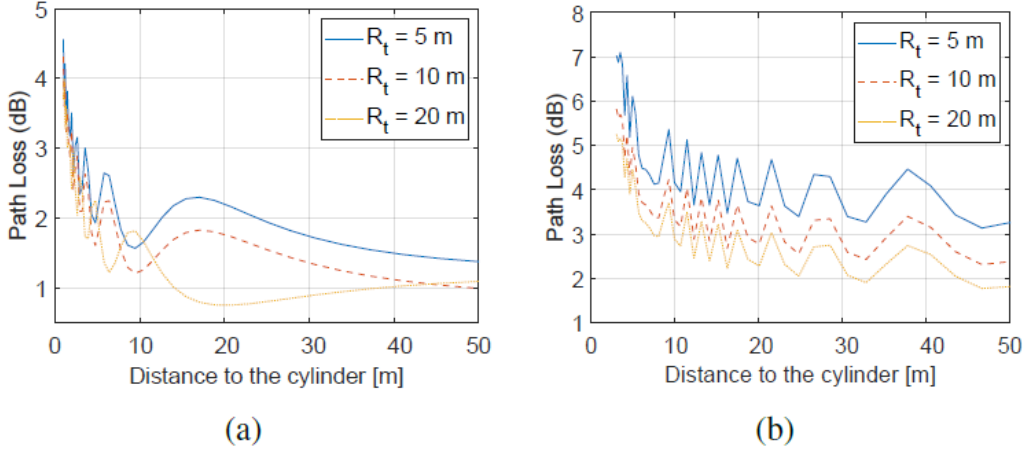 5
4
3
2
1
0 10 20 30 40 50
Path Loss (dB)
Distance to the cylinder [m]
R_t = 5 m
R_t = 10 m
R_t = 20 m
(a)
8
7
6
5
4
3
2
1
0 10 20 30 40 50
Path Loss (dB)
Distance to the cylinder [m]
R_t = 5 m
R_t = 10 m
R_t = 20 m
(b)